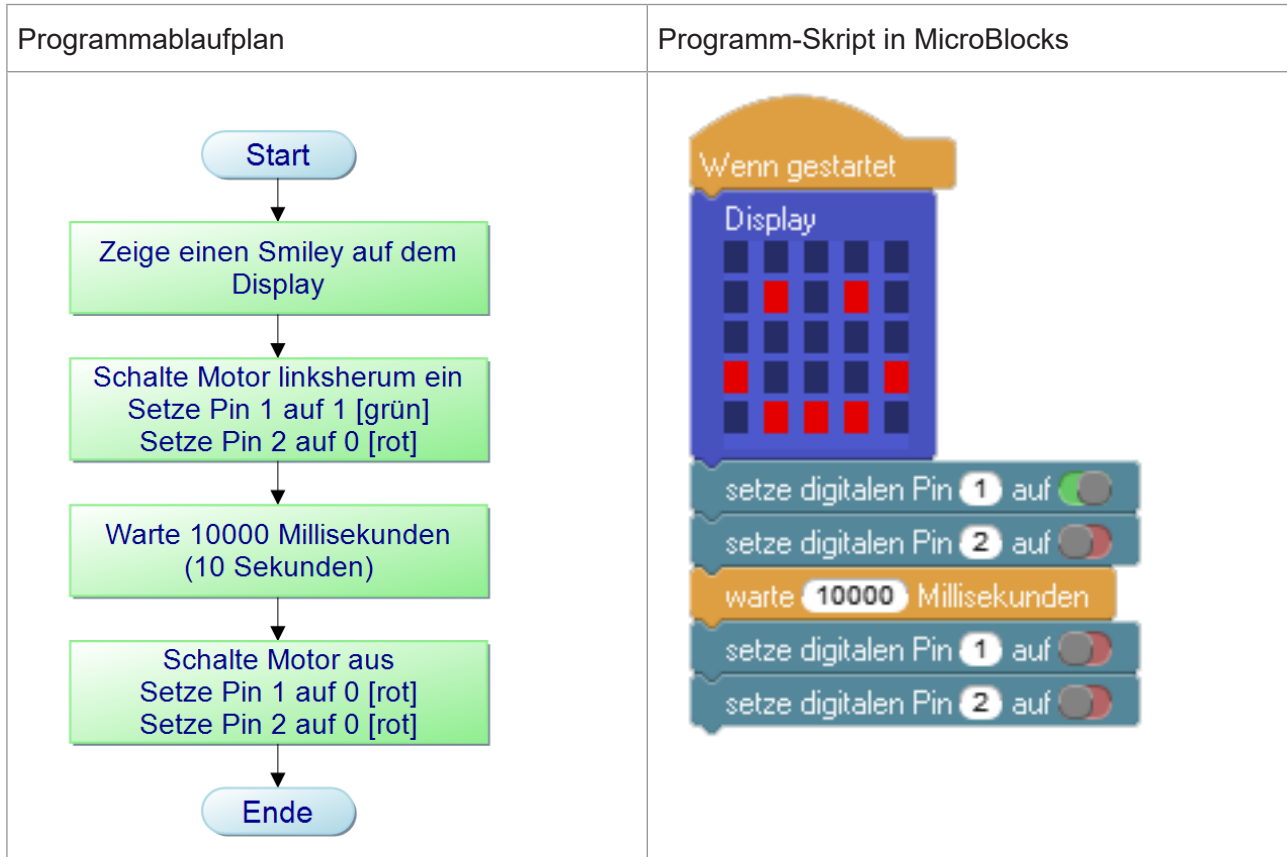 Programmablaufplan
Programm-Skript in MicroBlocks
Start
Zeige einen Smiley auf dem
Display
Schalte Motor linksherum ein
Setze Pin 1 auf 1 [grün]
Setze Pin 2 auf 0 [rot]
Warte 10000 Millisekunden
(10 Sekunden)
Schalte Motor aus
Setze Pin 1 auf 0 [rot]
Setze Pin 2 auf 0 [rot]
Ende
Wenn gestartet
Display
setze digitalen Pin 1 auf
setze digitalen Pin 2 auf
warte 10000 Millisekunden
setze digitalen Pin 1 auf
setze digitalen Pin 2 auf